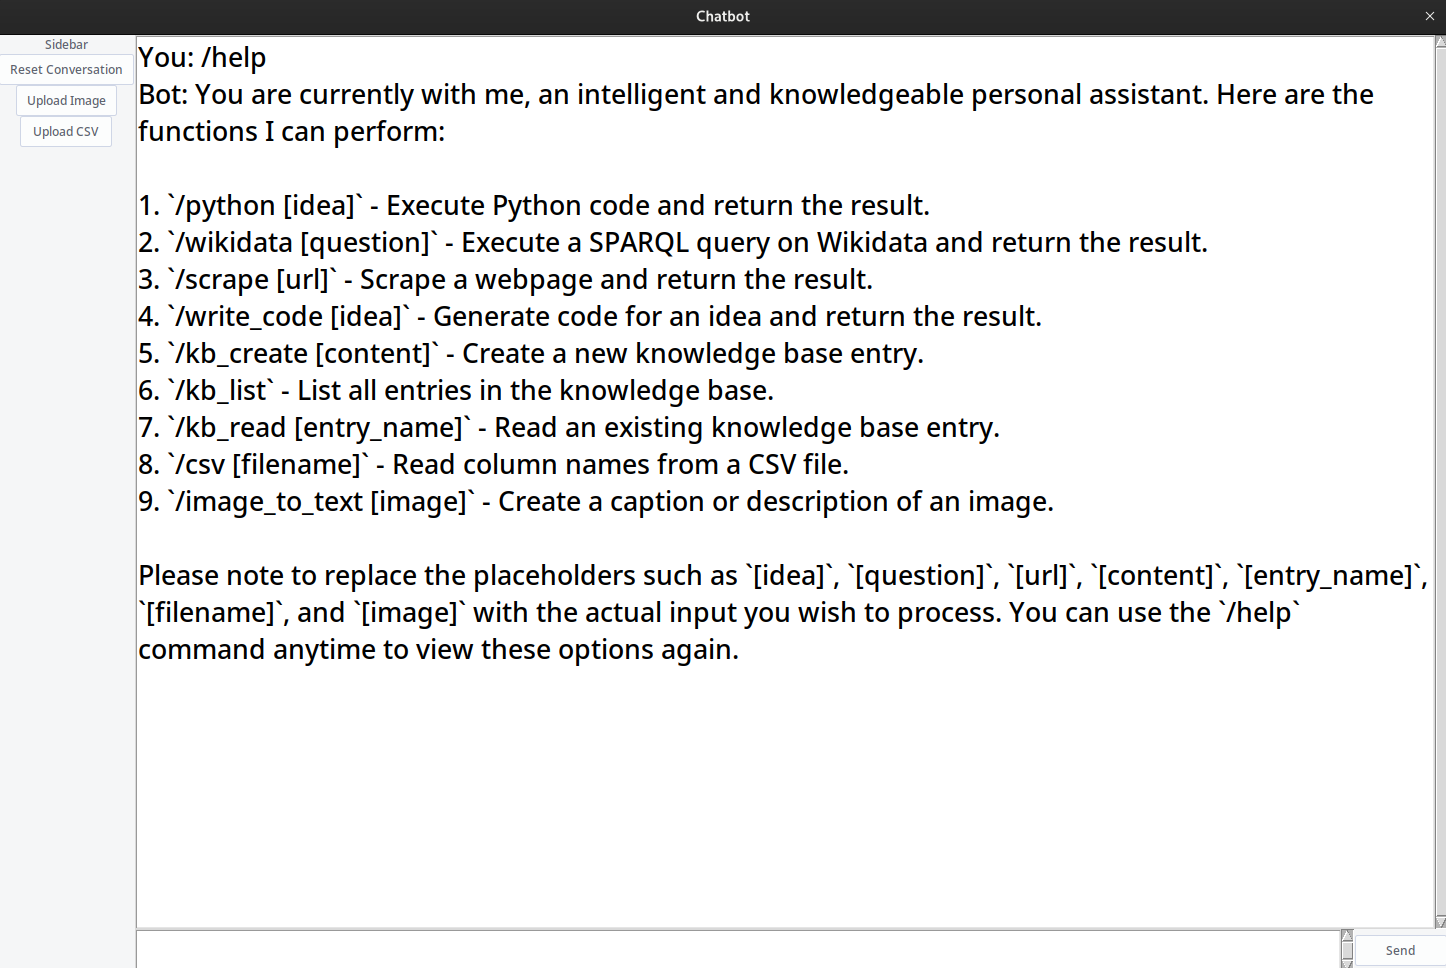 Chatbot
Sidebar
Reset Conversation
Upload Image
Upload CSV
You: /help
Bot: You are currently with me, an intelligent and knowledgeable personal assistant. Here are the
functions I can perform:
1. `/python [idea]` - Execute Python code and return the result.
2. `/wikidata [question]` - Execute a SPARQL query on Wikidata and return the result.
3. `/scrape [url]` - Scrape a webpage and return the result.
4. `/write_code [idea]` - Generate code for an idea and return the result.
5. `/kb_create [content]` - Create a new knowledge base entry.
6. `/kb_list` - List all entries in the knowledge base.
7. `/kb_read [entry_name]` - Read an existing knowledge base entry.
8. `/csv [filename]` - Read column names from a CSV file.
9. `/image_to_text [image]` - Create a caption or description of an image.
Please note to replace the placeholders such as `[idea]`, `[question]`, `[url]`, `[content]`, `[entry_name]`,
`[filename]`, and `[image]` with the actual input you wish to process. You can use the `/help`
command anytime to view these options again.
Send